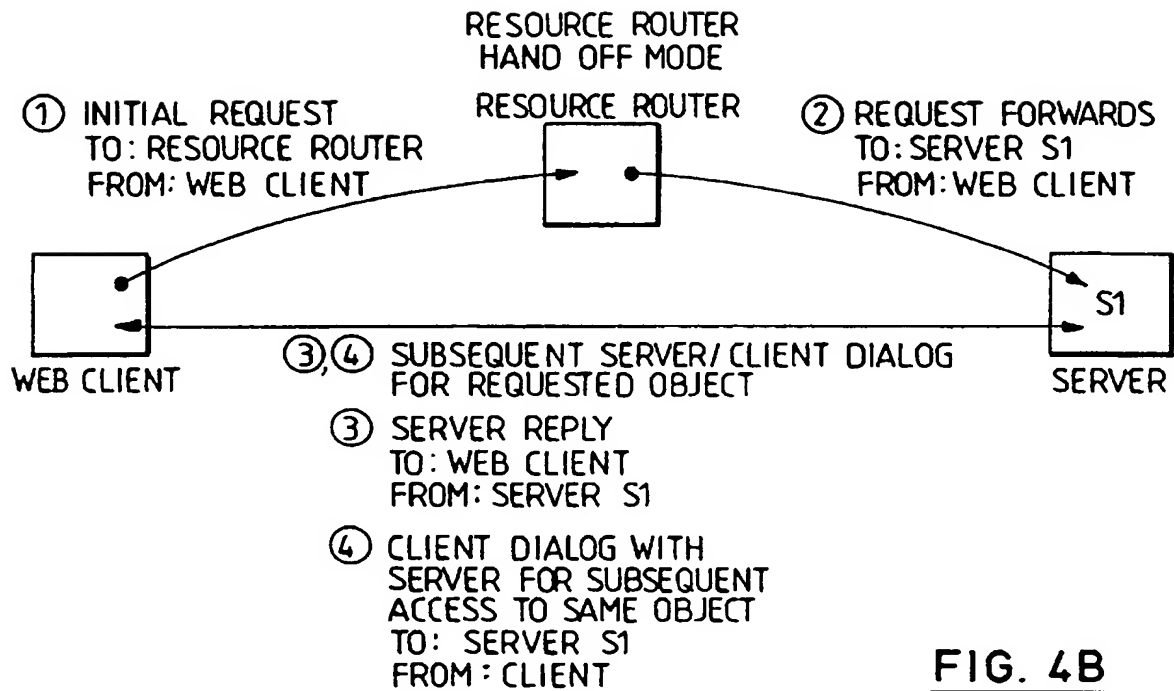 RESOURCE ROUTER
HAND OFF MODE
RESOURCE ROUTER
① INITIAL REQUEST
TO: RESOURCE ROUTER
FROM: WEB CLIENT
② REQUEST FORWARDS
TO: SERVER S1
FROM: WEB CLIENT
S1
WEB CLIENT
SERVER
③,④ SUBSEQUENT SERVER/CLIENT DIALOG
FOR REQUESTED OBJECT
③ SERVER REPLY
TO: WEB CLIENT
FROM: SERVER S1
④ CLIENT DIALOG WITH
SERVER FOR SUBSEQUENT
ACCESS TO SAME OBJECT
TO: SERVER S1
FROM: CLIENT
FIG. 4B